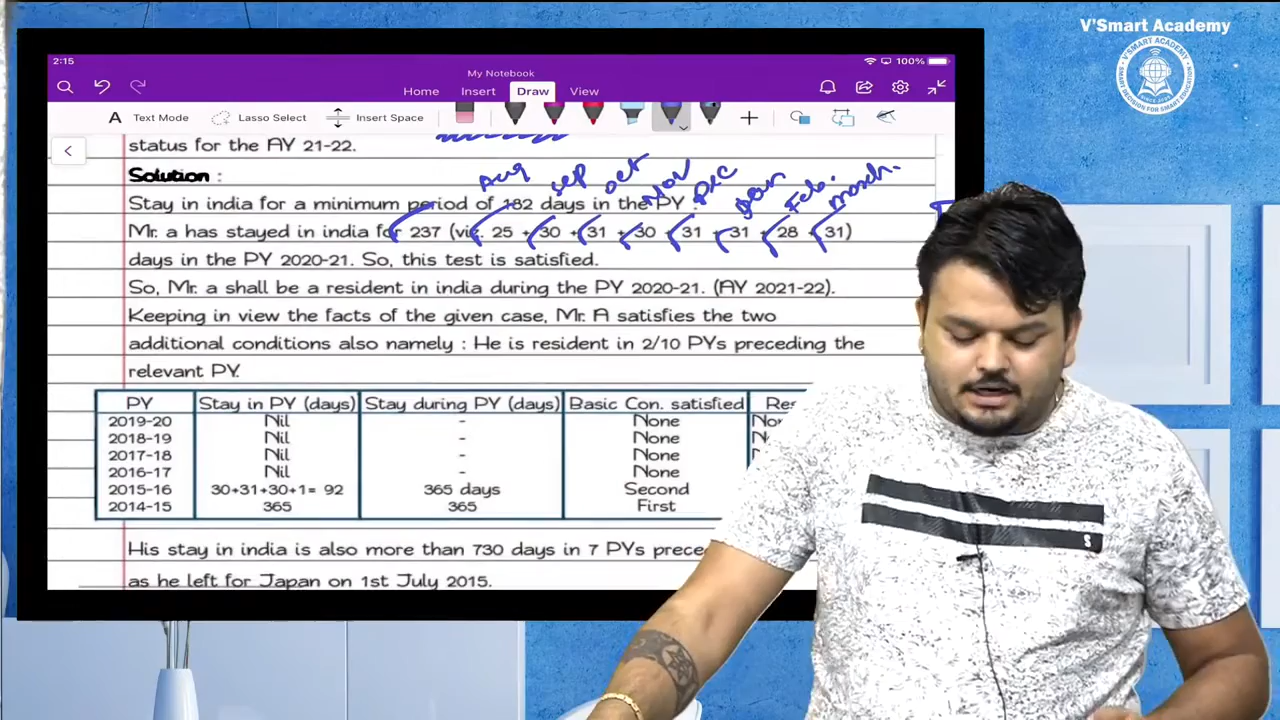 V'Smart Academy
V'SMART ACADEMY
SMART DECISION FOR SMART EDUCATION
2:15
100%
My Notebook
Home Insert Draw View
A Text Mode Lasso Select Insert Space
status for the AY 21-22.
Solution :
Aug Sep Oct Nov Dec Jan Feb. March.
Stay in india for a minimum period of 182 days in the PY :
Mr. a has stayed in india for 237 (viz. 25 + 30 + 31 + 30 + 31 + 31 + 28 + 31)
days in the PY 2020-21. So, this test is satisfied.
So, Mr. a shall be a resident in india during the PY 2020-21. (AY 2021-22).
Keeping in view the facts of the given case, Mr. A satisfies the two
additional conditions also namely : He is resident in 2/10 PYs preceding the
relevant PY.
PY Stay in PY (days) Stay during PY (days) Basic Con. satisfied Res
2019-20 Nil - None Non
2018-19 Nil - None N
2017-18 Nil - None
2016-17 Nil - None
2015-16 30+31+30+1= 92 365 days Second
2014-15 365 365 First
His stay in india is also more than 730 days in 7 PYs prece
as he left for Japan on 1st July 2015.